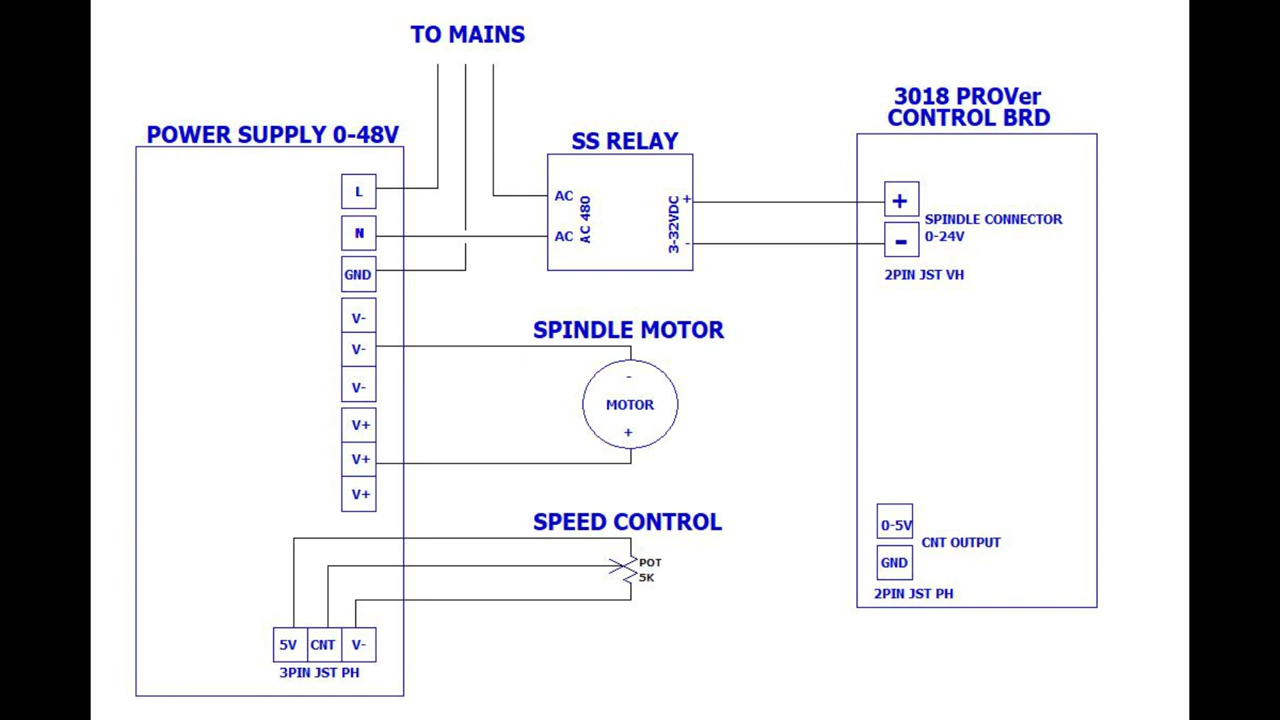 TO MAINS
POWER SUPPLY 0-48V
L
N
GND
V-
V-
V-
V+
V+
V+
5V CNT V-
3PIN JST PH
SS RELAY
AC
AC
AC 480
3-32VDC
+
-
SPINDLE MOTOR
-
MOTOR
+
SPEED CONTROL
POT
5K
3018 PROVer
CONTROL BRD
+
-
SPINDLE CONNECTOR
0-24V
2PIN JST VH
0-5V
GND
CNT OUTPUT
2PIN JST PH